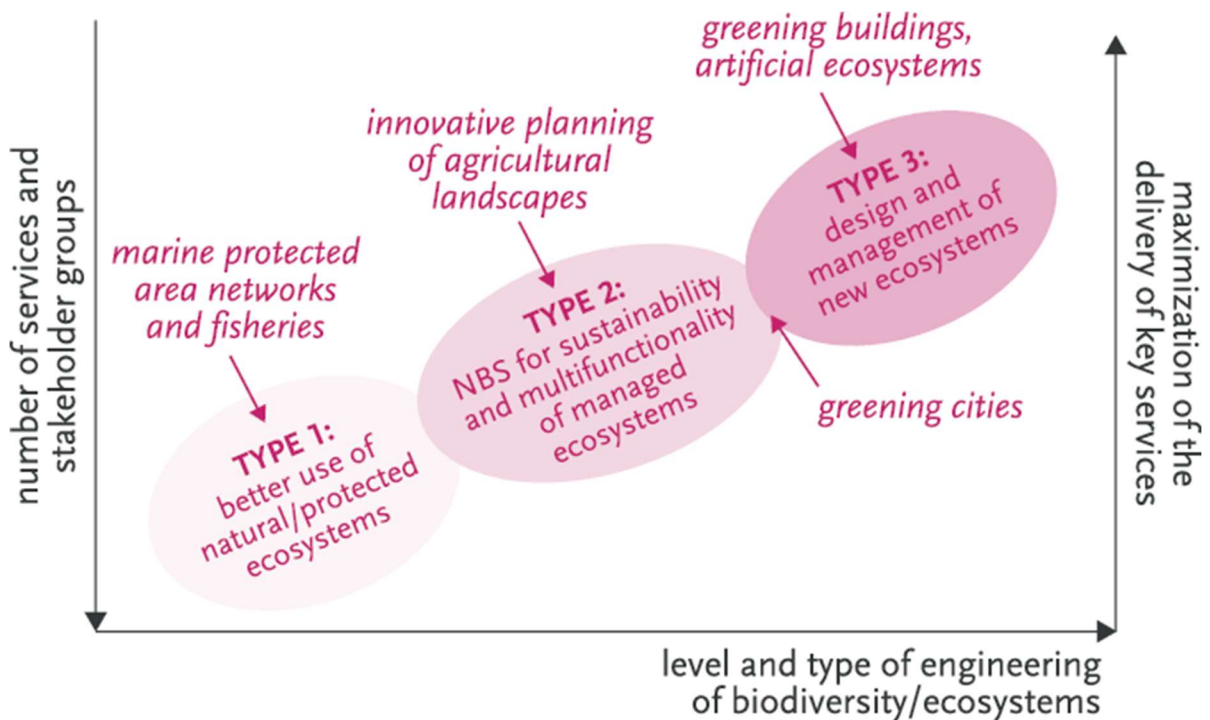 greening buildings,
artificial ecosystems
innovative planning
of agricultural
landscapes
marine protected
area networks
and fisheries
TYPE 3:
design and
management of
new ecosystems
TYPE 2:
NBS for sustainability
and multifunctionality
of managed
ecosystems
greening cities
TYPE 1:
better use of
natural/protected
ecosystems
number of services and
stakeholder groups
maximization of the
delivery of key services
level and type of engineering
of biodiversity/ecosystems